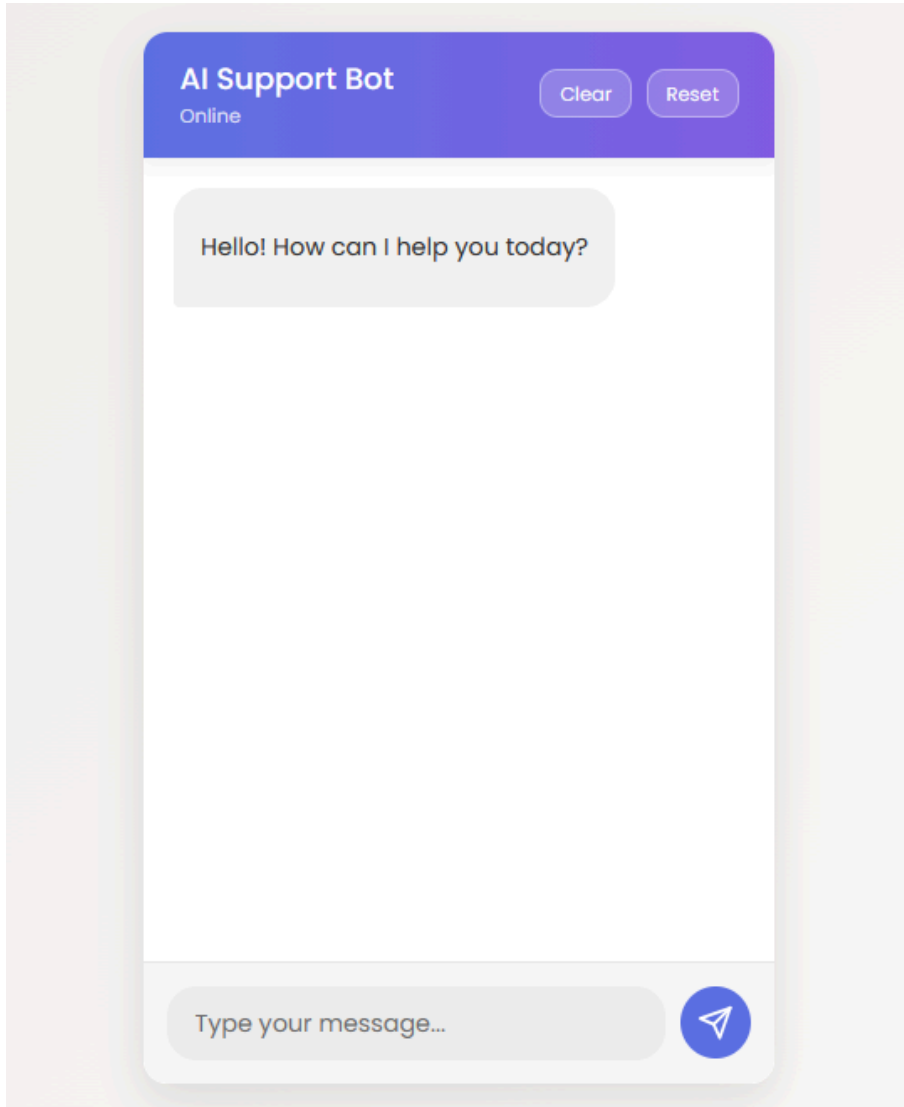 AI Support Bot
Online
Clear
Reset
Hello! How can I help you today?
Type your message...